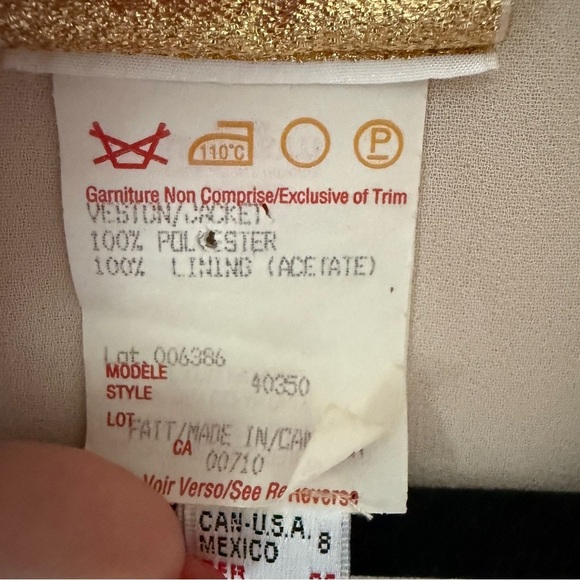 110°C
P
Garniture Non Comprise/Exclusive of Trim
VESTON/JACKET
100% POLYESTER
100% LINING (ACETATE)
Lot. 006386
MODÈLE
STYLE 40350
LOT
FAIT/MADE IN/CAN
CA 00710
Voir Verso/See Reverse
CAN-U.S.A. 8
MEXICO